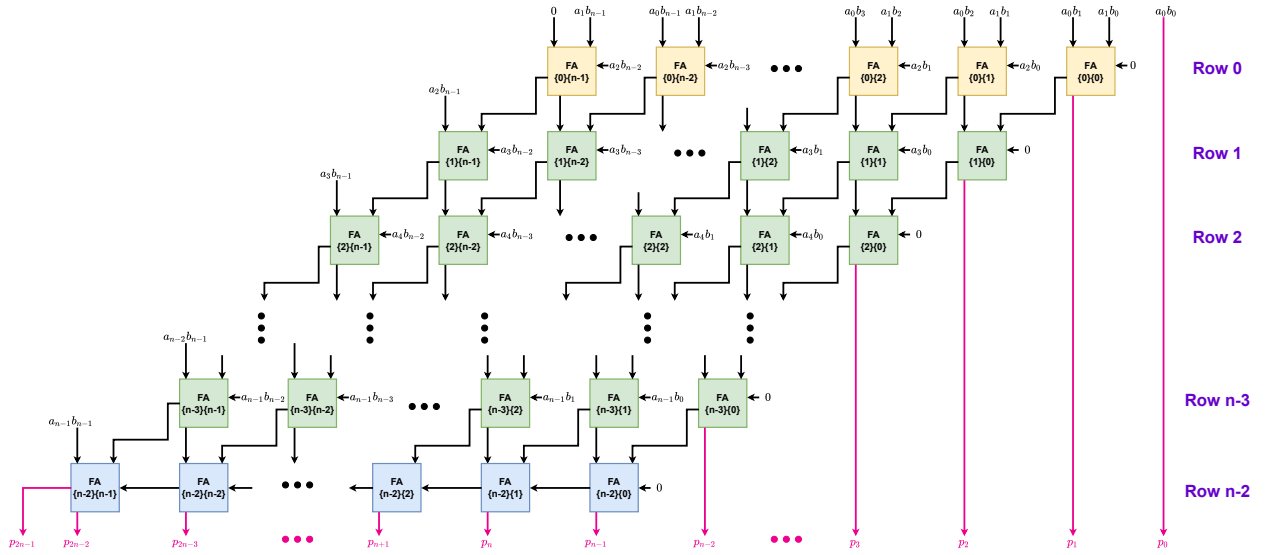 0 a₁bₙ₋₁ a₀bₙ₋₁ a₁bₙ₋₂ a₀b₃ a₁b₂ a₀b₂ a₁b₁ a₀b₁ a₁b₀ a₀b₀
FA {0}{n-1} a₂bₙ₋₂ FA {0}{n-2} a₂bₙ₋₃ FA {0}{2} a₂b₁ FA {0}{1} a₂b₀ FA {0}{0} 0 Row 0
a₂bₙ₋₁
FA {1}{n-1} a₃bₙ₋₂ FA {1}{n-2} a₃bₙ₋₃ FA {1}{2} a₃b₁ FA {1}{1} a₃b₀ FA {1}{0} 0 Row 1
a₃bₙ₋₁
FA {2}{n-1} a₄bₙ₋₂ FA {2}{n-2} a₄bₙ₋₃ FA {2}{2} a₄b₁ FA {2}{1} a₄b₀ FA {2}{0} 0 Row 2
aₙ₋₂bₙ₋₁
FA {n-3}{n-1} aₙ₋₁bₙ₋₂ FA {n-3}{n-2} aₙ₋₁bₙ₋₃ FA {n-3}{2} aₙ₋₁b₁ FA {n-3}{1} aₙ₋₁b₀ FA {n-3}{0} 0 Row n-3
aₙ₋₁bₙ₋₁
FA {n-2}{n-1} FA {n-2}{n-2} FA {n-2}{2} FA {n-2}{1} FA {n-2}{0} 0 Row n-2
p₂ₙ₋₁ p₂ₙ₋₂ p₂ₙ₋₃ pₙ₊₁ pₙ pₙ₋₁ pₙ₋₂ p₃ p₂ p₁ p₀